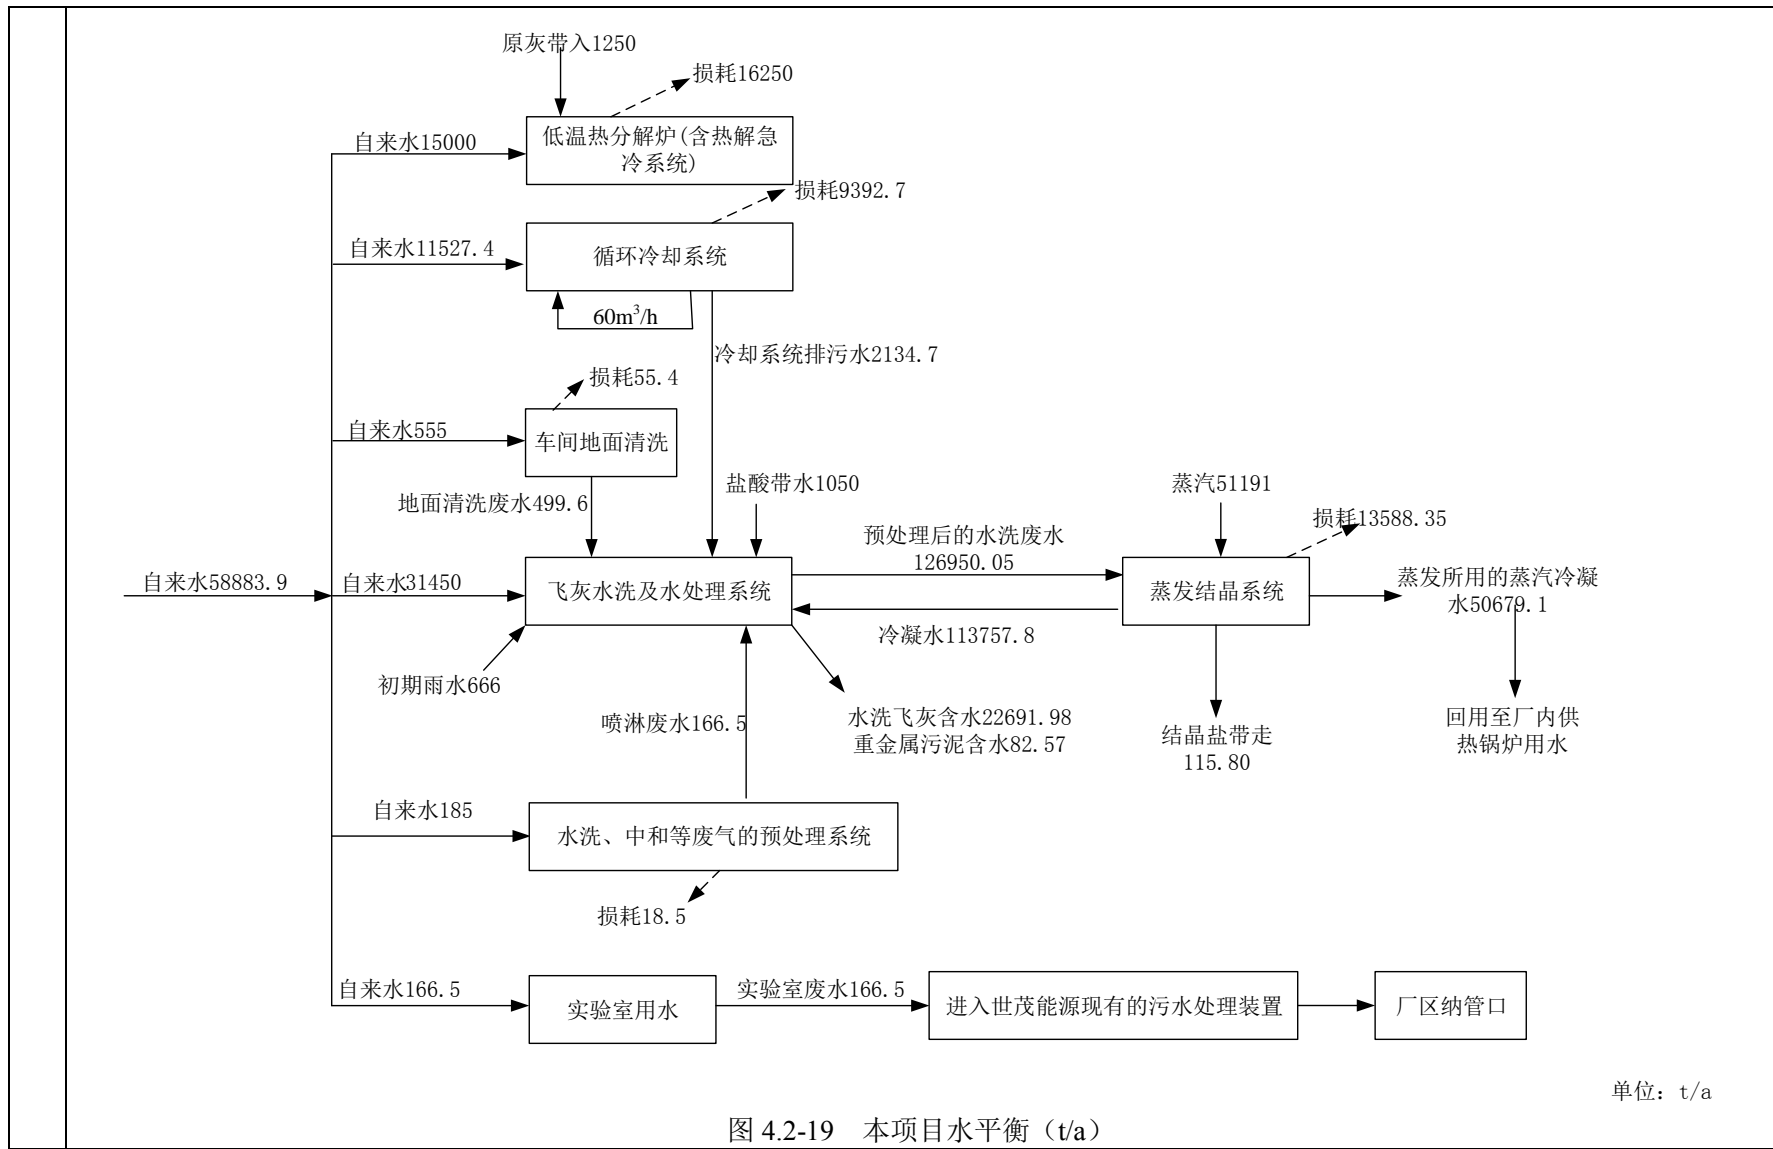 原灰带入1250
损耗16250
自来水15000
低温热分解炉(含热解急
冷系统)
损耗9392.7
自来水11527.4
循环冷却系统
60m³/h
冷却系统排污水2134.7
损耗55.4
自来水555
车间地面清洗
地面清洗废水499.6
盐酸带水1050
蒸汽51191
损耗13588.35
预处理后的水洗废水
126950.05
自来水58883.9
自来水31450
飞灰水洗及水处理系统
蒸发结晶系统
蒸发所用的蒸汽冷凝
水50679.1
冷凝水113757.8
初期雨水666
喷淋废水166.5
水洗飞灰含水22691.98
重金属污泥含水82.57
结晶盐带走
115.80
回用至厂内供
热锅炉用水
自来水185
水洗、中和等废气的预处理系统
损耗18.5
自来水166.5
实验室用水
实验室废水166.5
进入世茂能源现有的污水处理装置
厂区纳管口
单位：t/a
图 4.2-19 本项目水平衡（t/a）